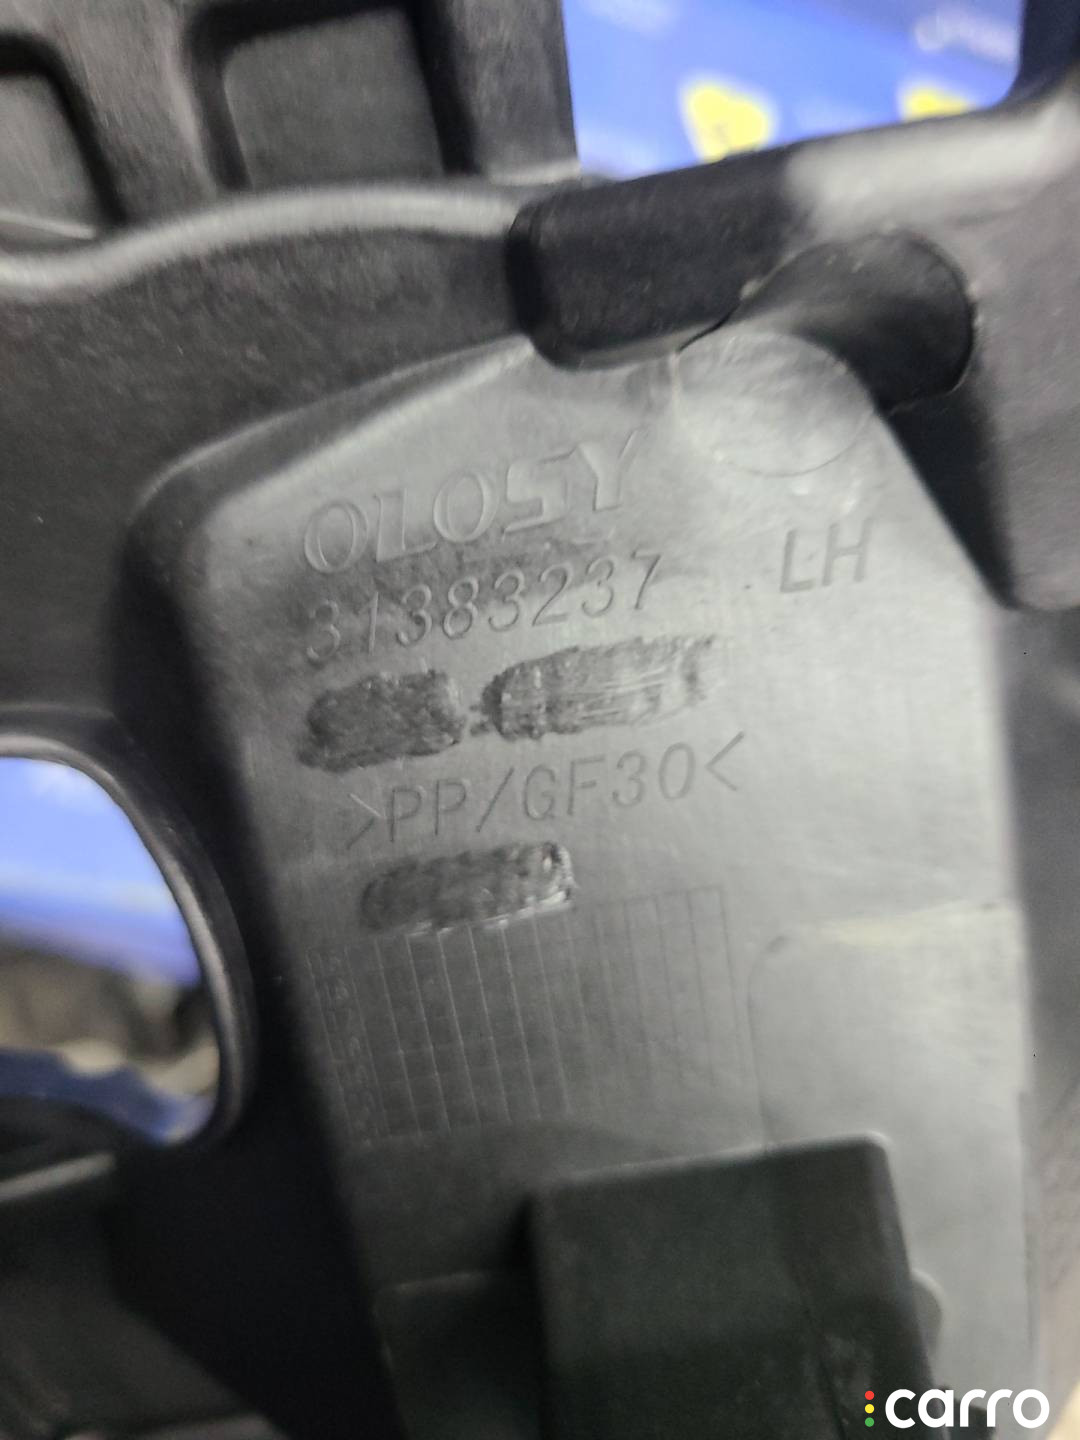 OLOSY
31383237
LH
>PP/GF30<
carro